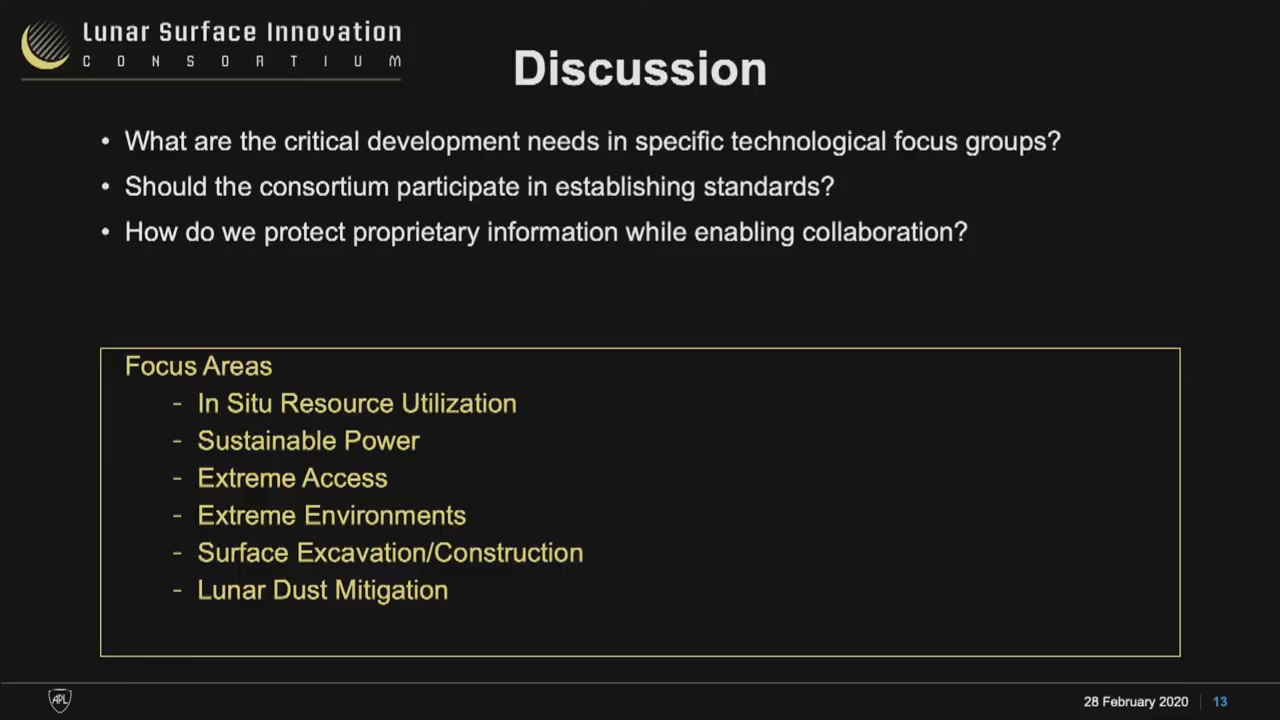 Lunar Surface Innovation
CONSORTIUM
Discussion
• What are the critical development needs in specific technological focus groups?
• Should the consortium participate in establishing standards?
• How do we protect proprietary information while enabling collaboration?
Focus Areas
- In Situ Resource Utilization
- Sustainable Power
- Extreme Access
- Extreme Environments
- Surface Excavation/Construction
- Lunar Dust Mitigation
APL
28 February 2020 | 13